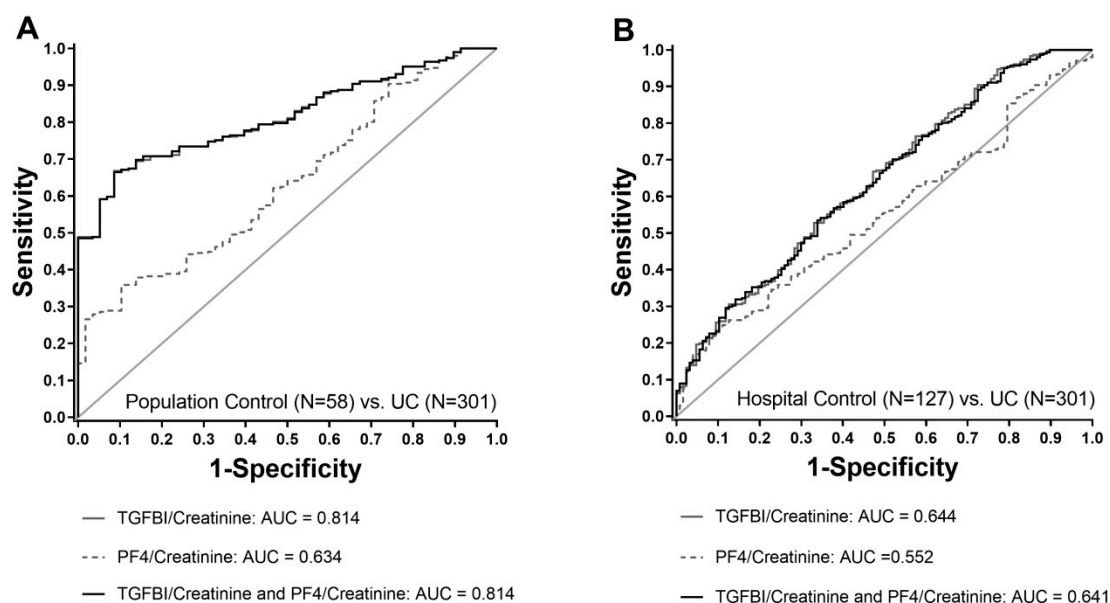 A
Sensitivity
1.0
0.9
0.8
0.7
0.6
0.5
0.4
0.3
0.2
0.1
0.0
Population Control (N=58) vs. UC (N=301)
0.0 0.1 0.2 0.3 0.4 0.5 0.6 0.7 0.8 0.9 1.0
1-Specificity
TGFBI/Creatinine: AUC = 0.814
PF4/Creatinine: AUC = 0.634
TGFBI/Creatinine and PF4/Creatinine: AUC = 0.814
B
Sensitivity
1.0
0.9
0.8
0.7
0.6
0.5
0.4
0.3
0.2
0.1
0.0
Hospital Control (N=127) vs. UC (N=301)
0.0 0.1 0.2 0.3 0.4 0.5 0.6 0.7 0.8 0.9 1.0
1-Specificity
TGFBI/Creatinine: AUC = 0.644
PF4/Creatinine: AUC =0.552
TGFBI/Creatinine and PF4/Creatinine: AUC = 0.641